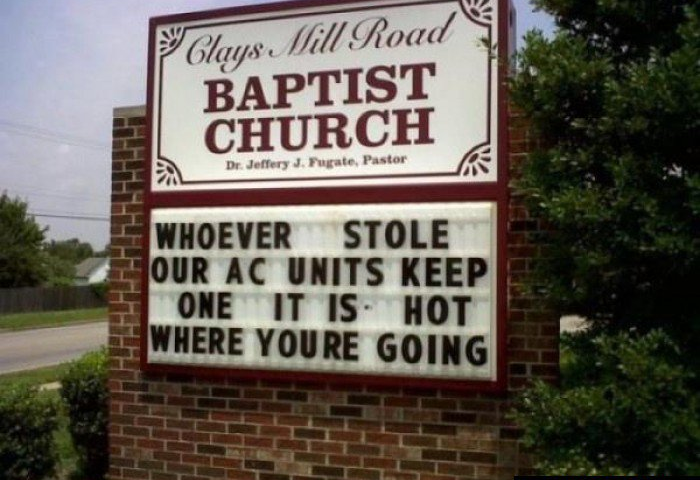 Clays Mill Road
BAPTIST
CHURCH
Dr. Jeffery J. Fugate, Pastor
WHOEVER STOLE
OUR AC UNITS KEEP
ONE IT IS- HOT
WHERE YOURE GOING